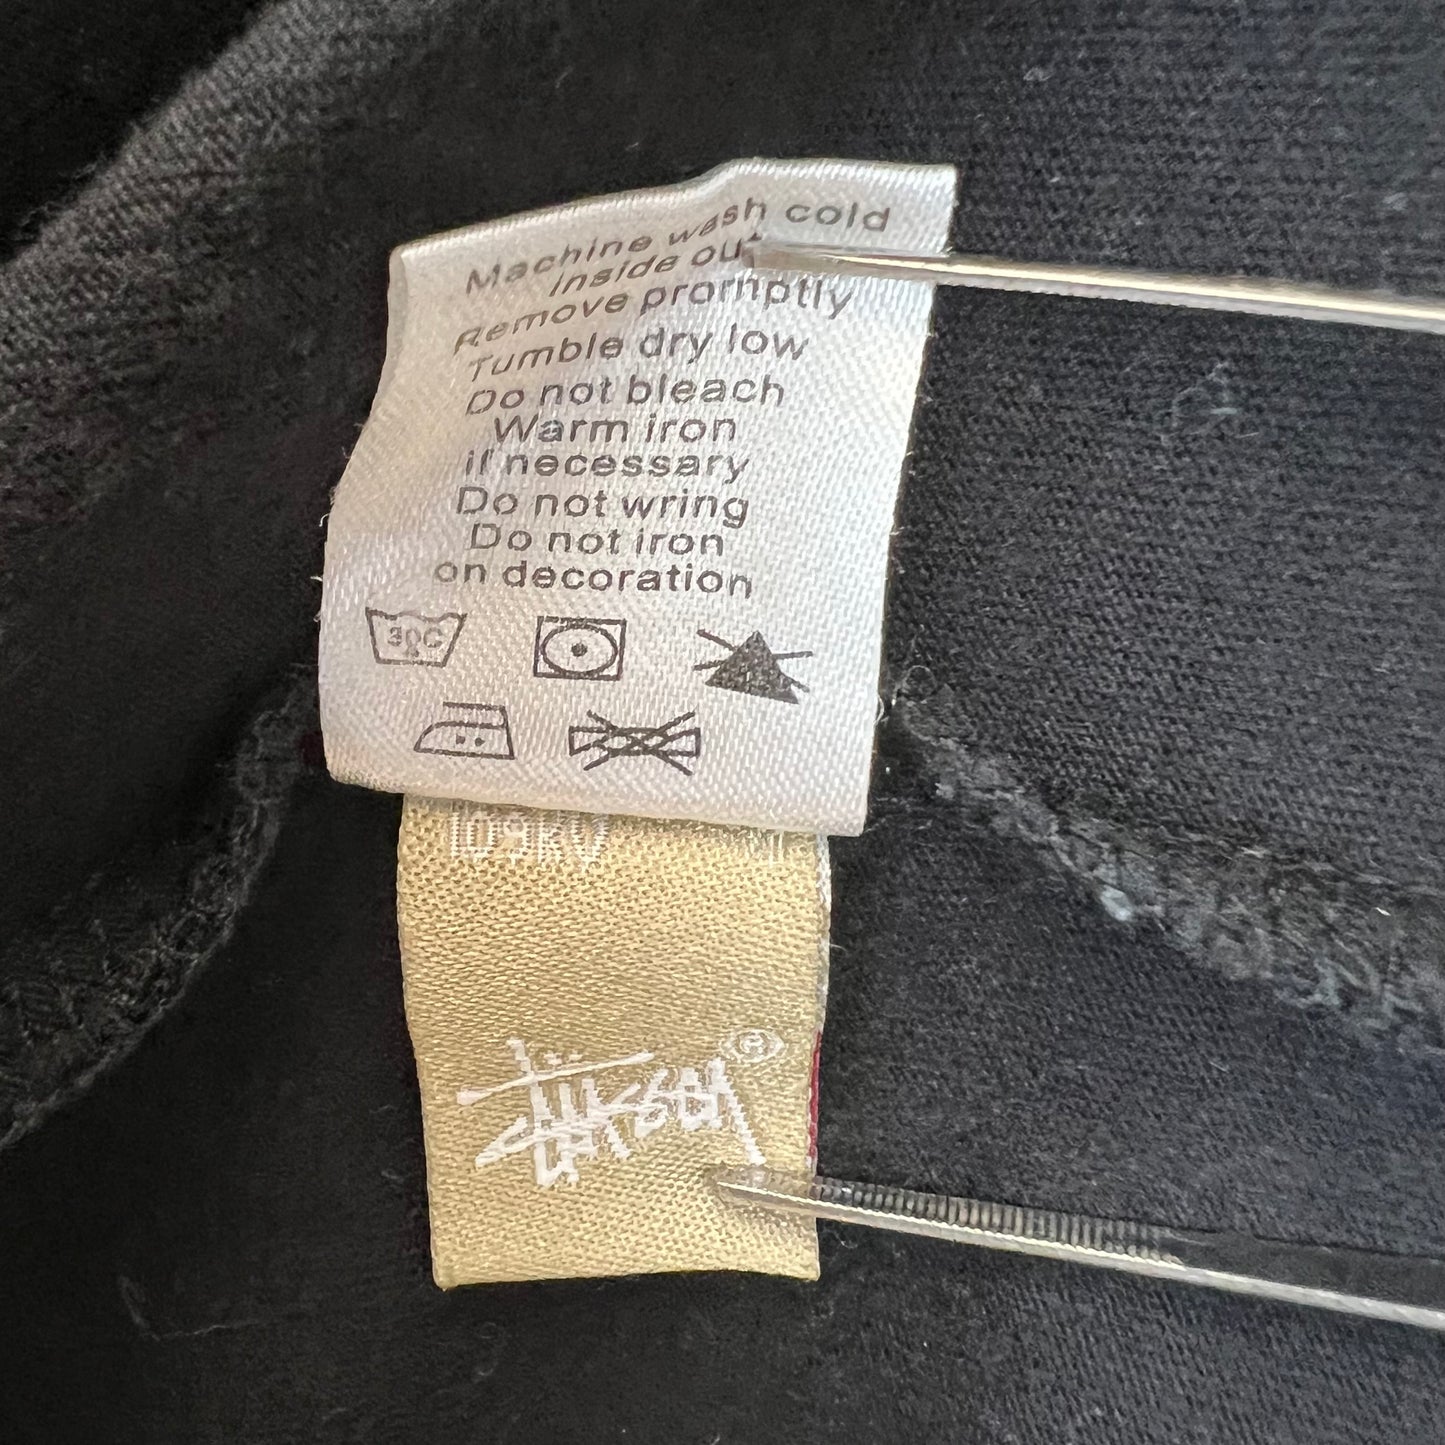 Machine wash cold
Inside out
Remove promptly
Tumble dry low
Do not bleach
Warm iron
if necessary
Do not wring
Do not iron
on decoration
30C
Stüssy ®